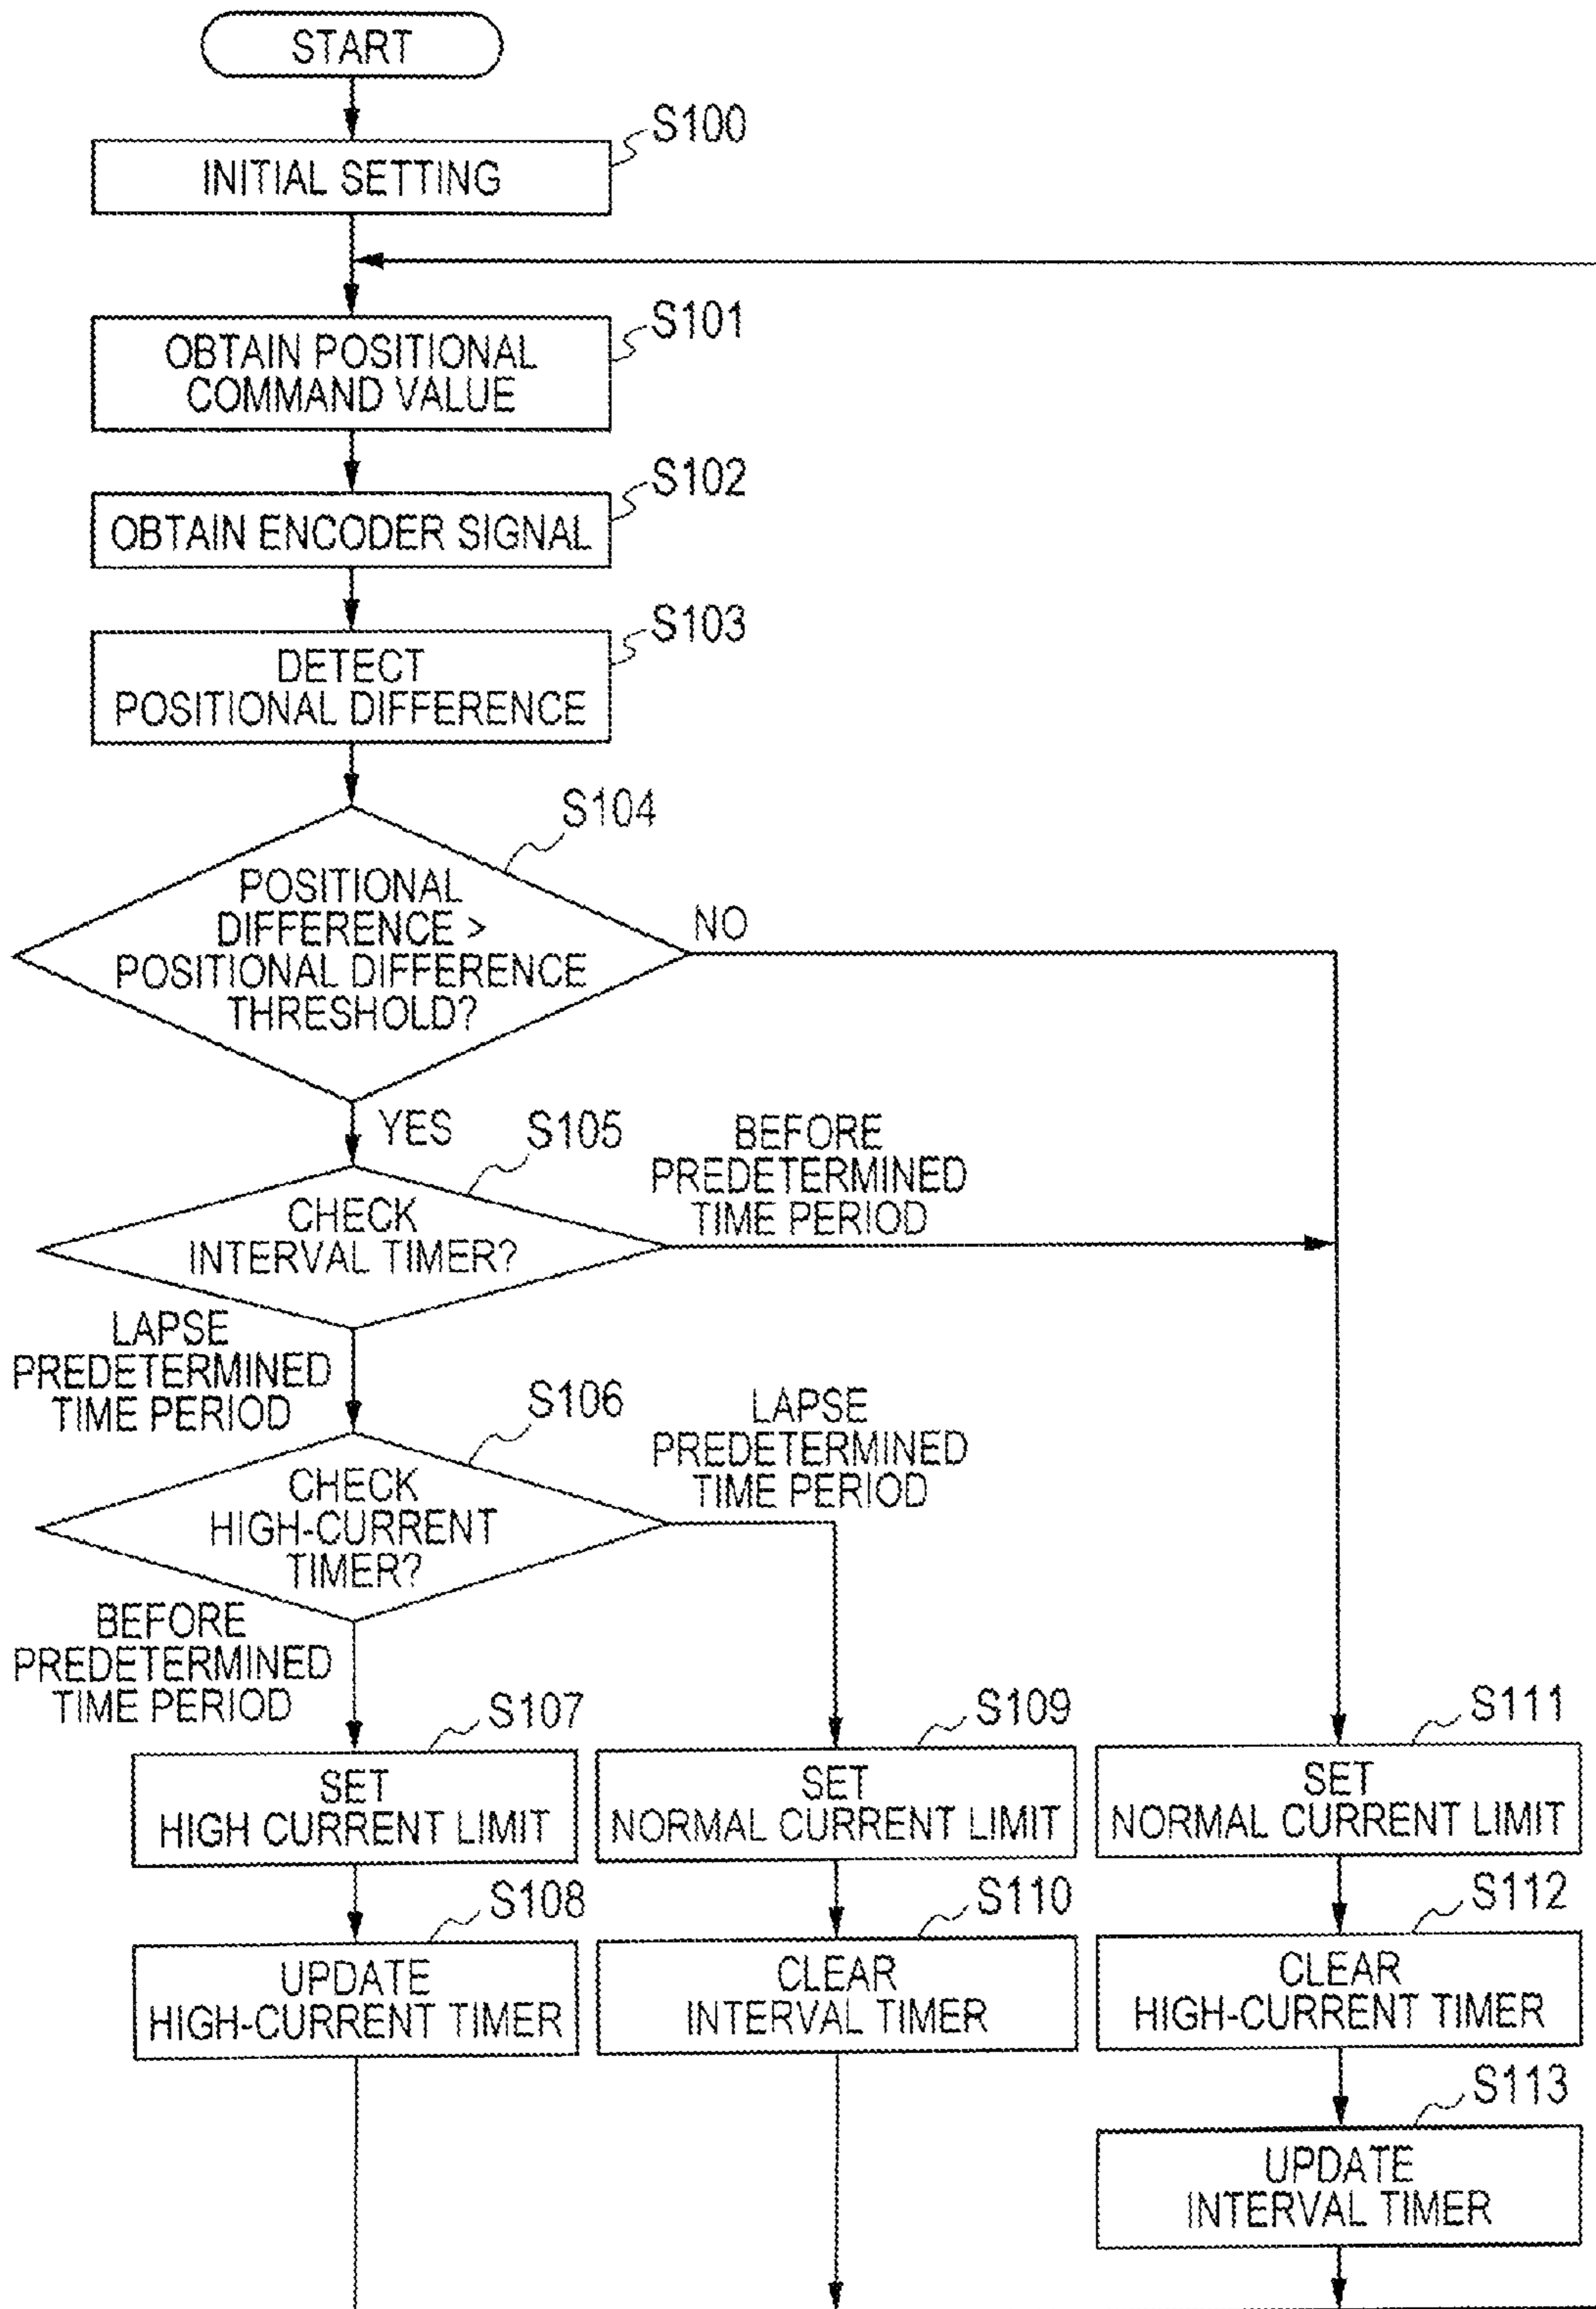 START
S100
INITIAL SETTING
S101
OBTAIN POSITIONAL
COMMAND VALUE
S102
OBTAIN ENCODER SIGNAL
S103
DETECT
POSITIONAL DIFFERENCE
S104
POSITIONAL
DIFFERENCE >
POSITIONAL DIFFERENCE
THRESHOLD?
NO
YES
S105
CHECK
INTERVAL TIMER?
BEFORE
PREDETERMINED
TIME PERIOD
LAPSE
PREDETERMINED
TIME PERIOD
S106
CHECK
HIGH-CURRENT
TIMER?
LAPSE
PREDETERMINED
TIME PERIOD
BEFORE
PREDETERMINED
TIME PERIOD
S107
SET
HIGH CURRENT LIMIT
S108
UPDATE
HIGH-CURRENT TIMER
S109
SET
NORMAL CURRENT LIMIT
S110
CLEAR
INTERVAL TIMER
S111
SET
NORMAL CURRENT LIMIT
S112
CLEAR
HIGH-CURRENT TIMER
S113
UPDATE
INTERVAL TIMER